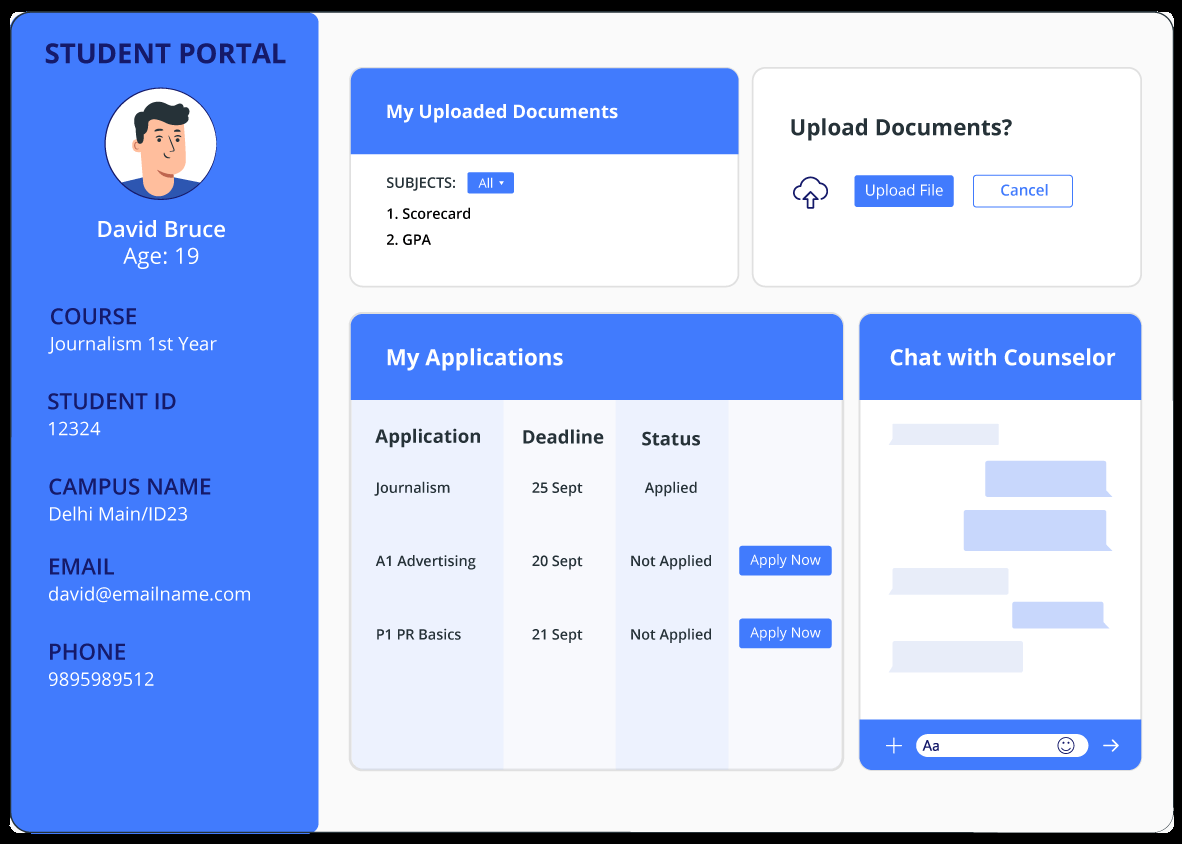 STUDENT PORTAL
David Bruce
Age: 19
COURSE
Journalism 1st Year
STUDENT ID
12324
CAMPUS NAME
Delhi Main/ID23
EMAIL
david@emailname.com
PHONE
9895989512
My Uploaded Documents
SUBJECTS: All
1. Scorecard
2. GPA
Upload Documents?
Upload File Cancel
My Applications
Application Deadline Status
Journalism 25 Sept Applied
A1 Advertising 20 Sept Not Applied Apply Now
P1 PR Basics 21 Sept Not Applied Apply Now
Chat with Counselor
Aa